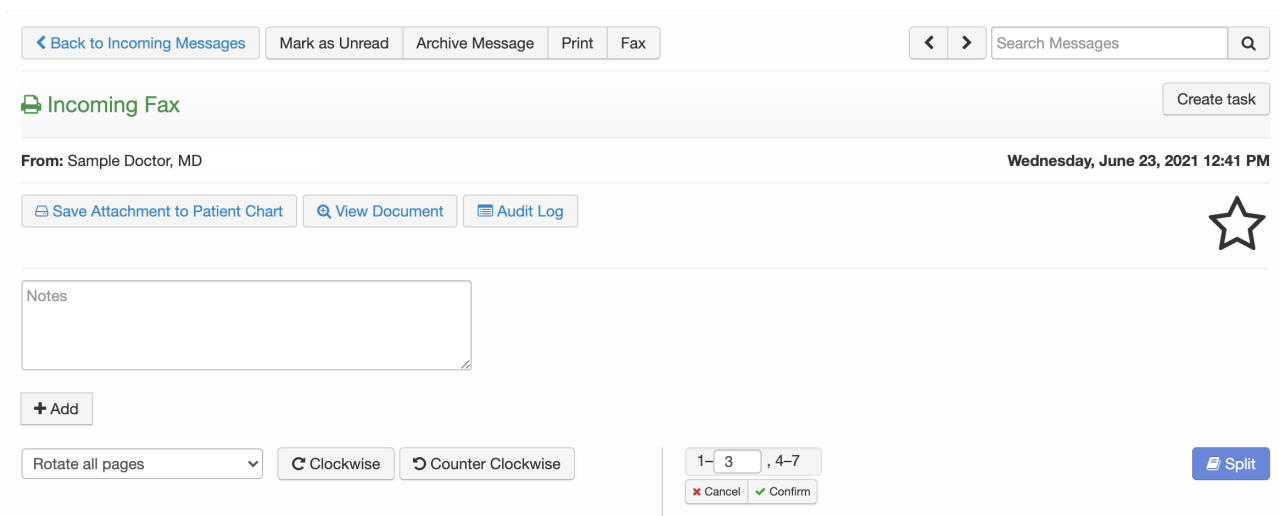 Back to Incoming Messages Mark as Unread Archive Message Print Fax Search Messages
Incoming Fax Create task
From: Sample Doctor, MD Wednesday, June 23, 2021 12:41 PM
Save Attachment to Patient Chart View Document Audit Log
Notes
Add
Rotate all pages Clockwise Counter Clockwise 1– 3 , 4–7 Split
Cancel Confirm